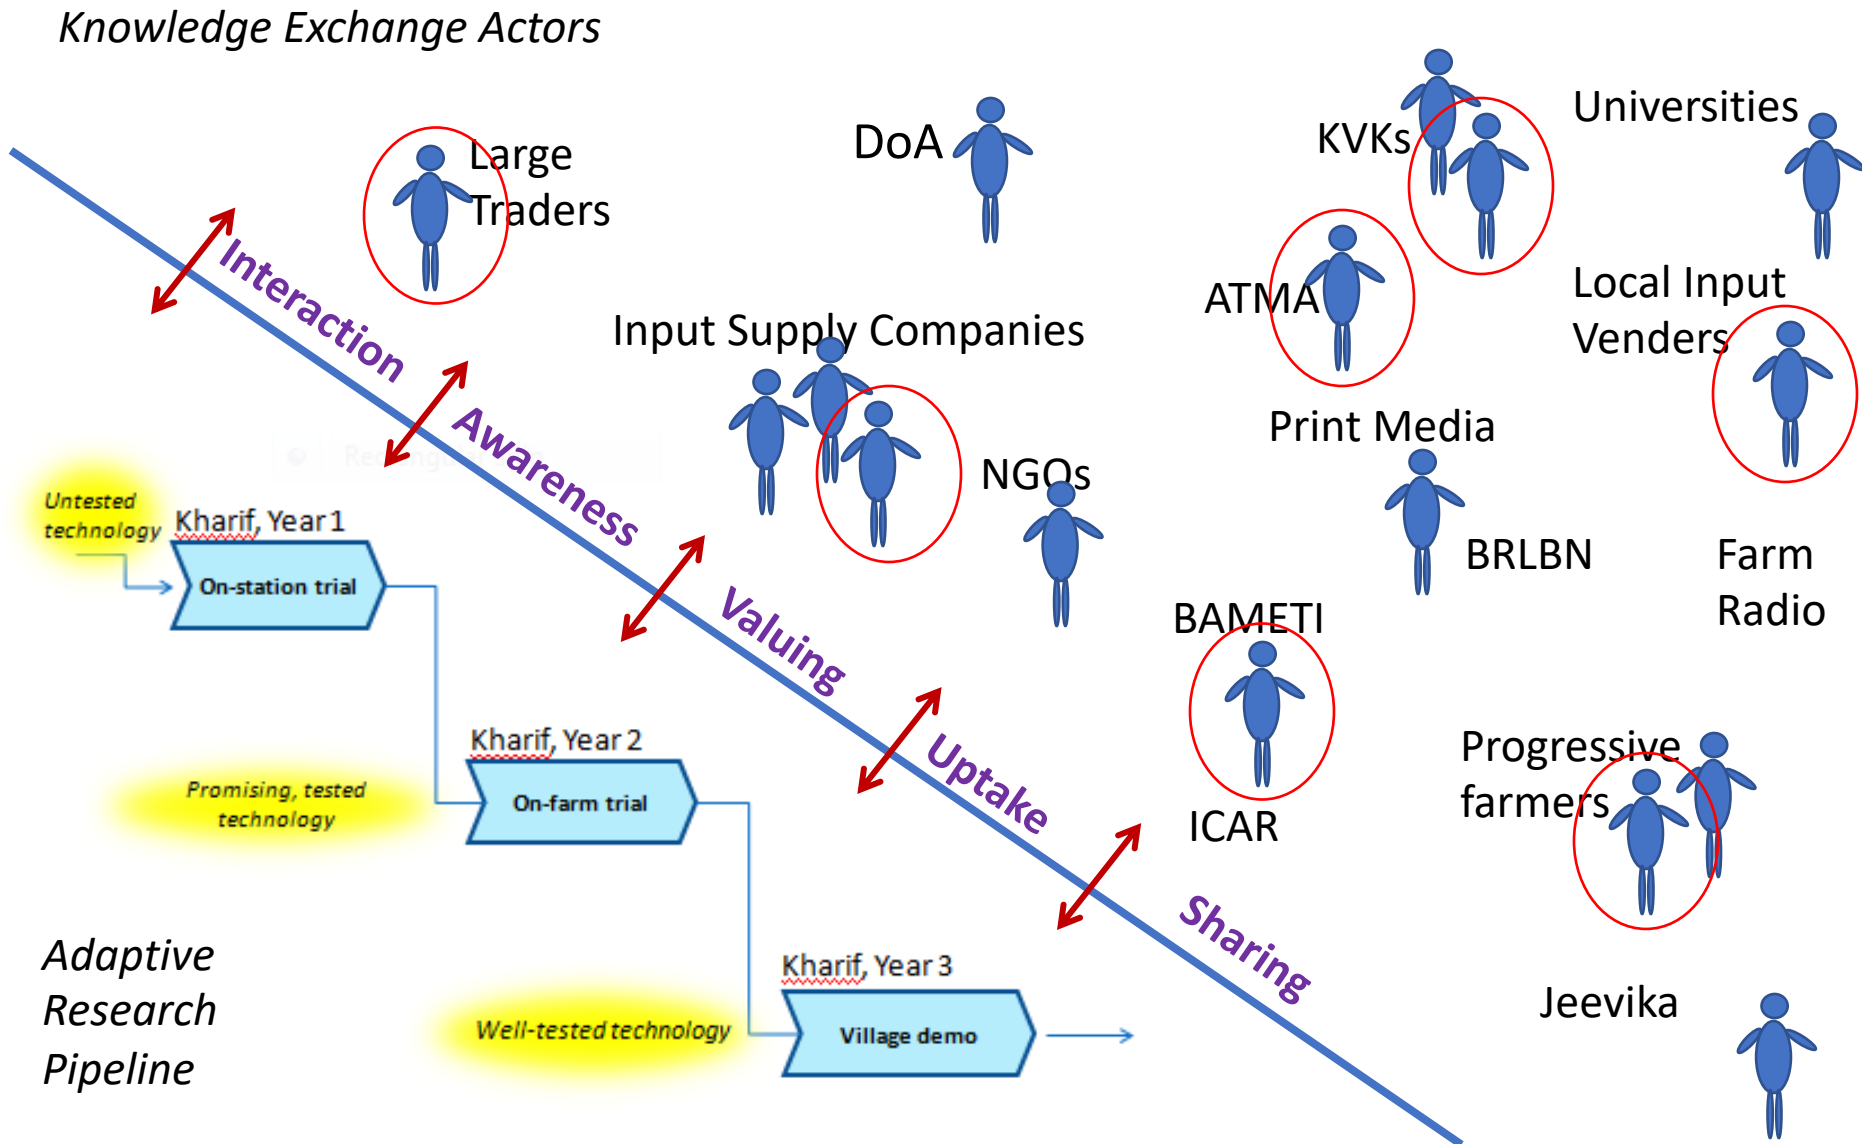 Knowledge Exchange Actors
Large
Traders
DoA
KVKs
Universities
ATMA
Local Input
Venders
Input Supply Companies
NGOs
Print Media
BRLBN
Farm
Radio
BAMETI
ICAR
Progressive
farmers
Jeevika
Interaction
Awareness
Valuing
Uptake
Sharing
Untested
technology
Kharif, Year 1
On-station trial
Promising, tested
technology
Kharif, Year 2
On-farm trial
Well-tested technology
Kharif, Year 3
Village demo
Adaptive
Research
Pipeline